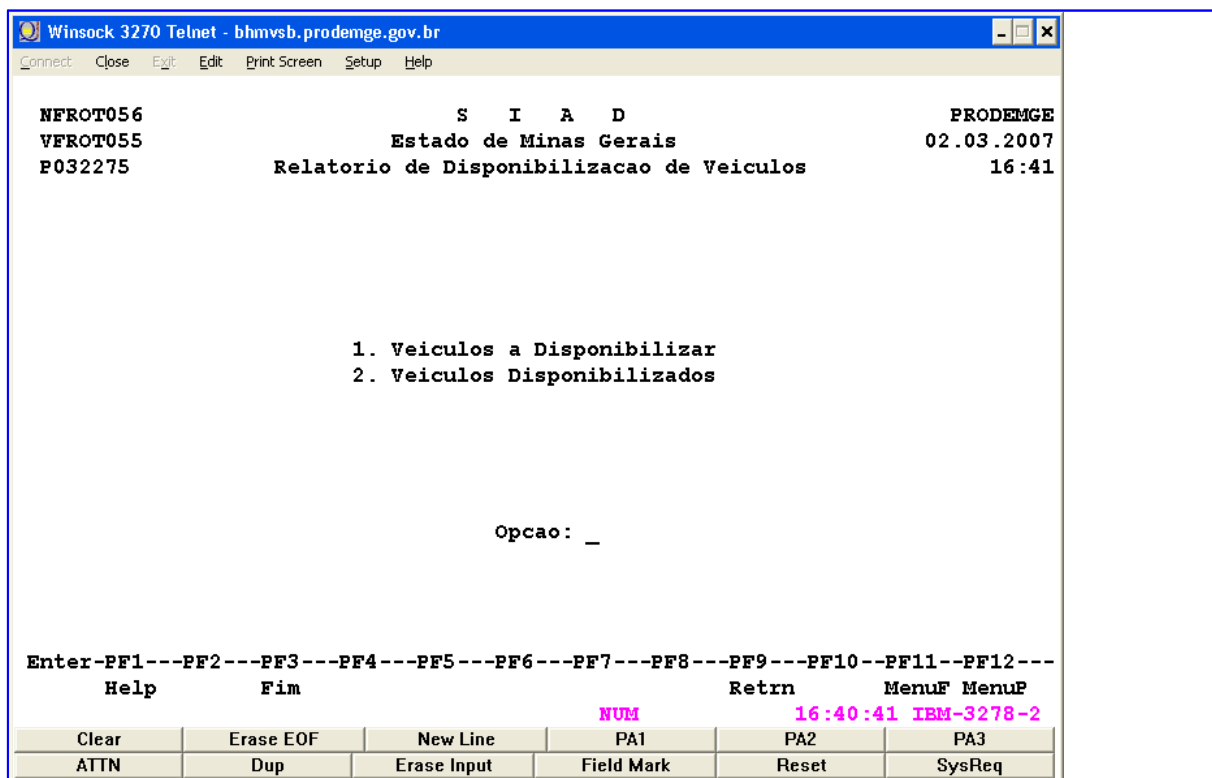 Winsock 3270 Telnet - bhmvsb.prodemge.gov.br
Connect Close Exit Edit Print Screen Setup Help
NFROT056 S I A D PRODEMGE
VFROT055 Estado de Minas Gerais 02.03.2007
P032275 Relatorio de Disponibilizacao de Veiculos 16:41
1. Veiculos a Disponibilizar
2. Veiculos Disponibilizados
Opcao: _
Enter-PF1---PF2---PF3---PF4---PF5---PF6---PF7---PF8---PF9---PF10--PF11--PF12---
Help Fim Retrn MenuF MenuP
NUM 16:40:41 IBM-3278-2
Clear Erase EOF New Line PA1 PA2 PA3
ATTN Dup Erase Input Field Mark Reset SysReq